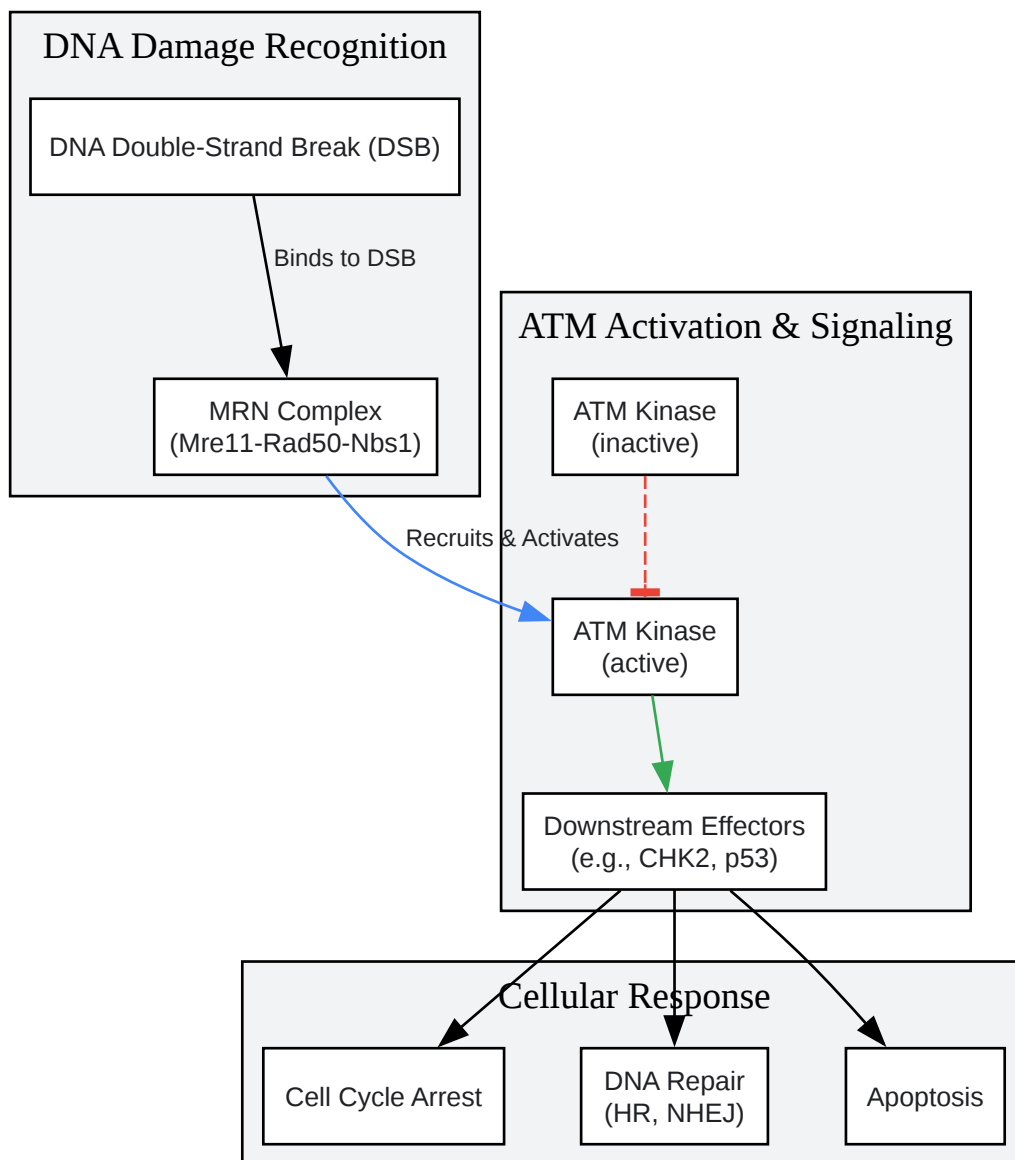 DNA Damage Recognition
DNA Double-Strand Break (DSB)
Binds to DSB
MRN Complex
(Mre11-Rad50-Nbs1)
Recruits & Activates
ATM Activation & Signaling
ATM Kinase
(inactive)
ATM Kinase
(active)
Downstream Effectors
(e.g., CHK2, p53)
Cellular Response
Cell Cycle Arrest
DNA Repair
(HR, NHEJ)
Apoptosis